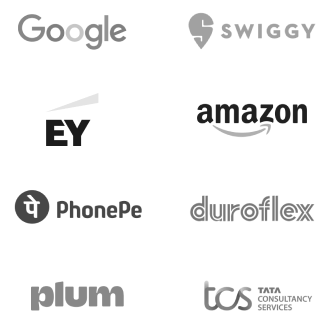 Google
SWIGGY
EY
amazon
पे PhonePe
duroflex
plum
tcs TATA
CONSULTANCY
SERVICES